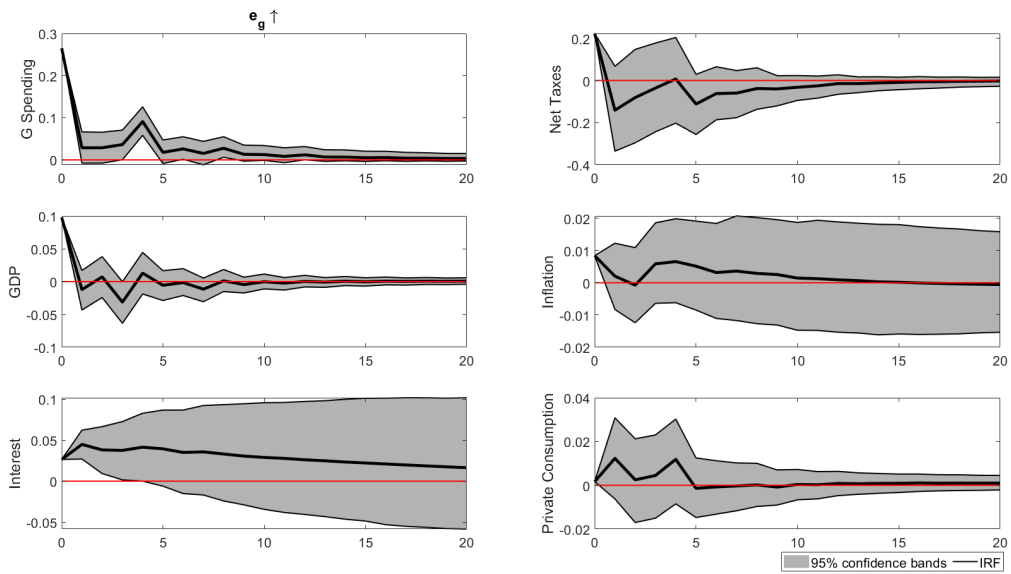 e_g ↑
G Spending
0.3
0.2
0.1
0
0 5 10 15 20
Net Taxes
0.2
0
-0.2
-0.4
0 5 10 15 20
GDP
0.1
0.05
0
-0.05
-0.1
0 5 10 15 20
Inflation
0.02
0.01
0
-0.01
-0.02
0 5 10 15 20
Interest
0.1
0.05
0
-0.05
0 5 10 15 20
Private Consumption
0.04
0.02
0
-0.02
0 5 10 15 20
95% confidence bands IRF